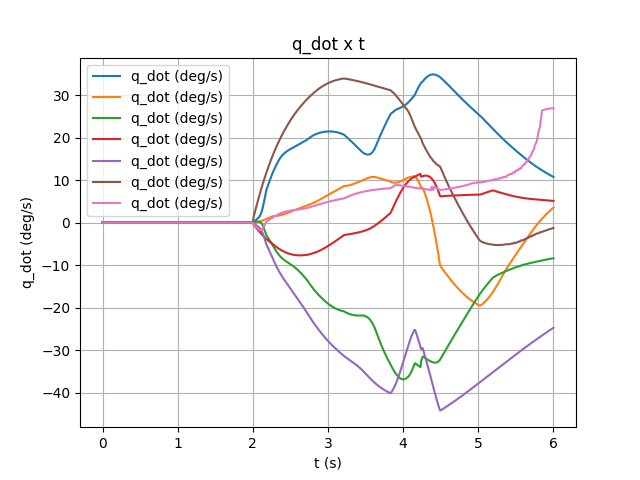 q_dot x t
q_dot (deg/s)
q_dot (deg/s)
q_dot (deg/s)
q_dot (deg/s)
q_dot (deg/s)
q_dot (deg/s)
q_dot (deg/s)
30
20
10
0
−10
−20
−30
−40
q_dot (deg/s)
0 1 2 3 4 5 6
t (s)